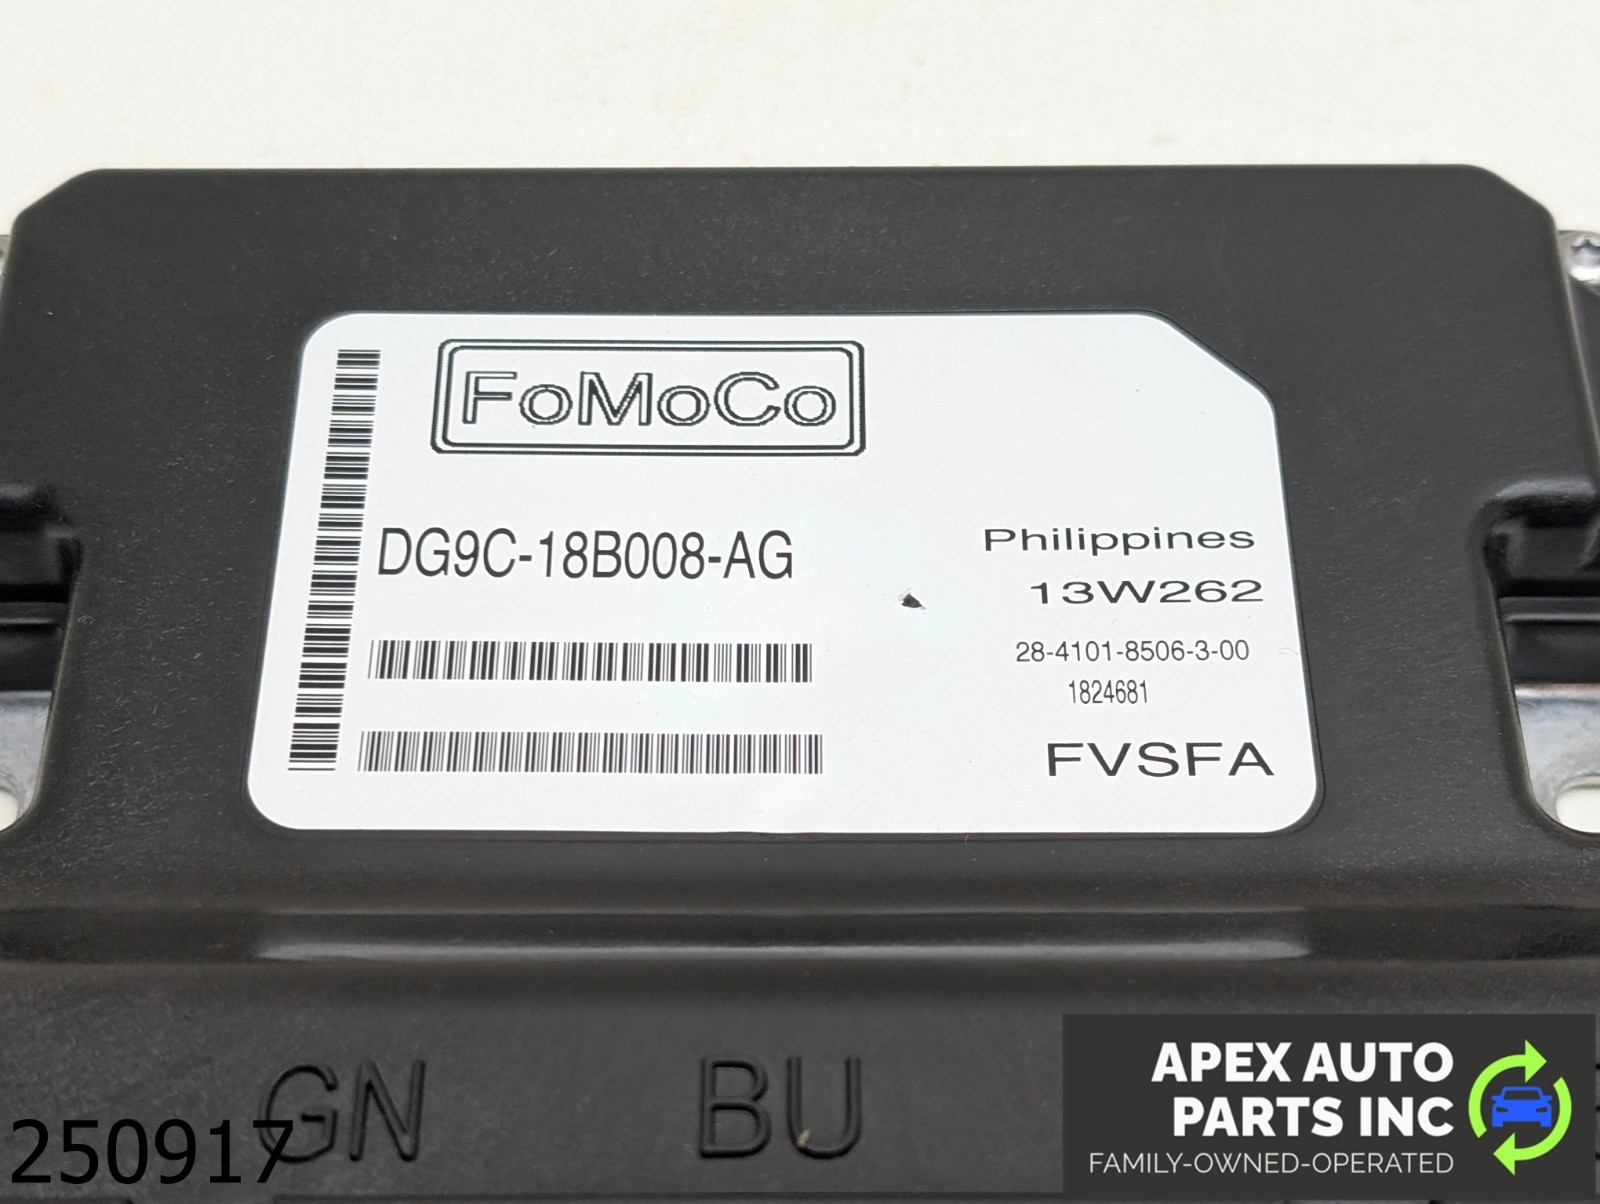 FoMoCo
DG9C-18B008-AG
Philippines
13W262
28-4101-8506-3-00
1824681
FVSFA
GN BU
250917
APEX AUTO
PARTS INC
FAMILY-OWNED-OPERATED